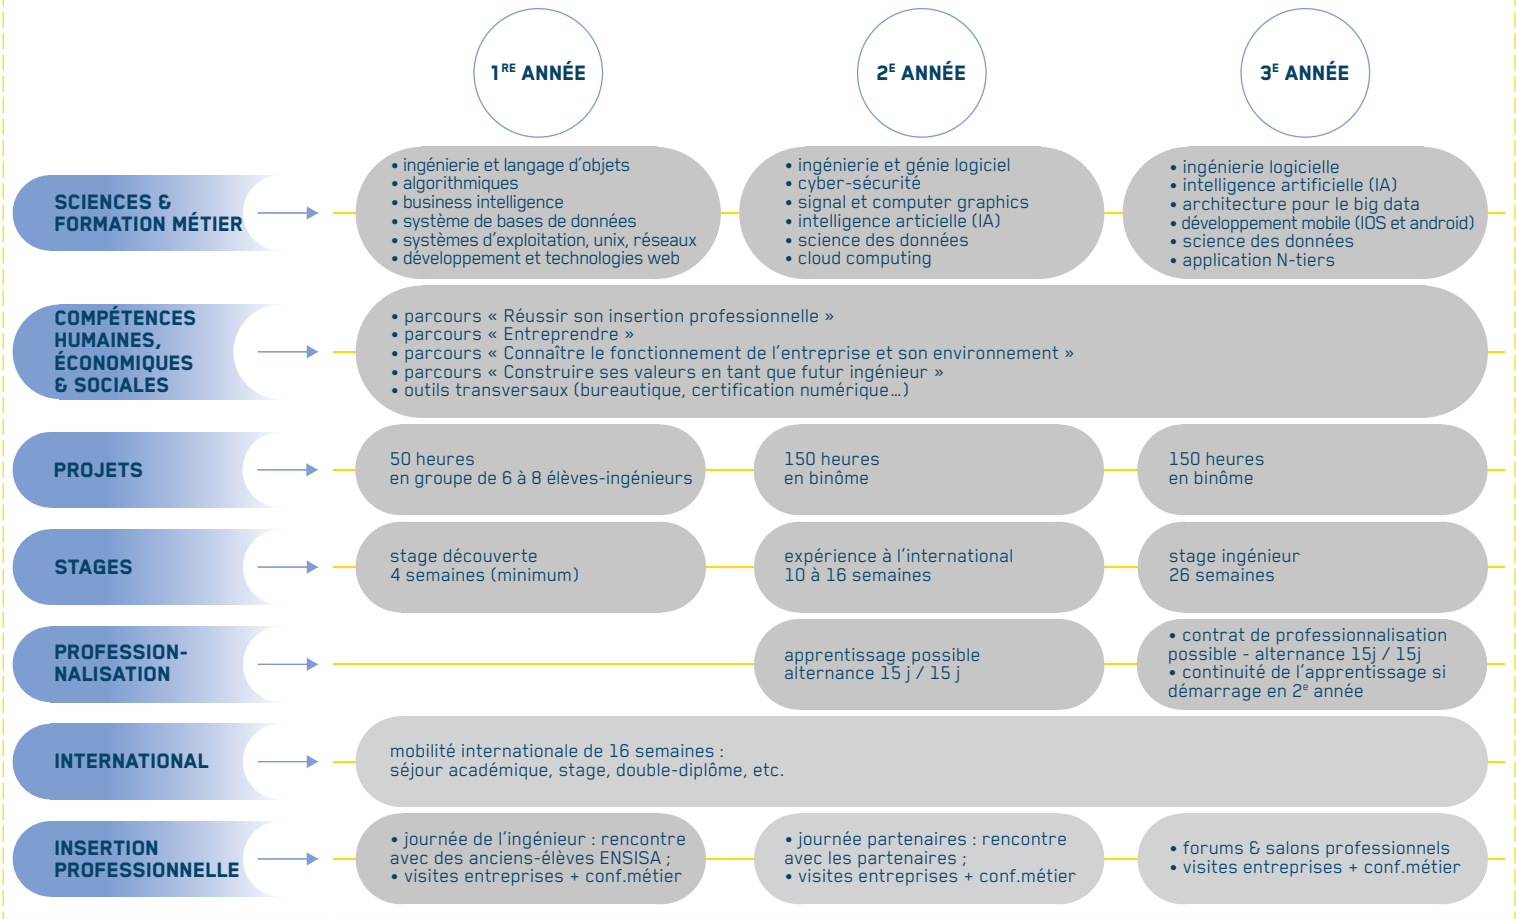 1RE ANNÉE
2E ANNÉE
3E ANNÉE
SCIENCES &
FORMATION MÉTIER
• ingénierie et langage d'objets
• algorithmiques
• business intelligence
• système de bases de données
• systèmes d'exploitation, unix, réseaux
• développement et technologies web
• ingénierie et génie logiciel
• cyber-sécurité
• signal et computer graphics
• intelligence articielle (IA)
• science des données
• cloud computing
• ingénierie logicielle
• intelligence artificielle (IA)
• architecture pour le big data
• développement mobile (IOS et android)
• science des données
• application N-tiers
COMPÉTENCES
HUMAINES,
ÉCONOMIQUES
& SOCIALES
• parcours « Réussir son insertion professionnelle »
• parcours « Entreprendre »
• parcours « Connaître le fonctionnement de l'entreprise et son environnement »
• parcours « Construire ses valeurs en tant que futur ingénieur »
• outils transversaux (bureautique, certification numérique...)
PROJETS
50 heures
en groupe de 6 à 8 élèves-ingénieurs
150 heures
en binôme
150 heures
en binôme
STAGES
stage découverte
4 semaines (minimum)
expérience à l'international
10 à 16 semaines
stage ingénieur
26 semaines
PROFESSION-
NALISATION
apprentissage possible
alternance 15 j / 15 j
• contrat de professionnalisation
possible - alternance 15j / 15j
• continuité de l'apprentissage si
démarrage en 2e année
INTERNATIONAL
mobilité internationale de 16 semaines :
séjour académique, stage, double-diplôme, etc.
INSERTION
PROFESSIONNELLE
• journée de l'ingénieur : rencontre
avec des anciens-élèves ENSISA ;
• visites entreprises + conf.métier
• journée partenaires : rencontre
avec les partenaires ;
• visites entreprises + conf.métier
• forums & salons professionnels
• visites entreprises + conf.métier